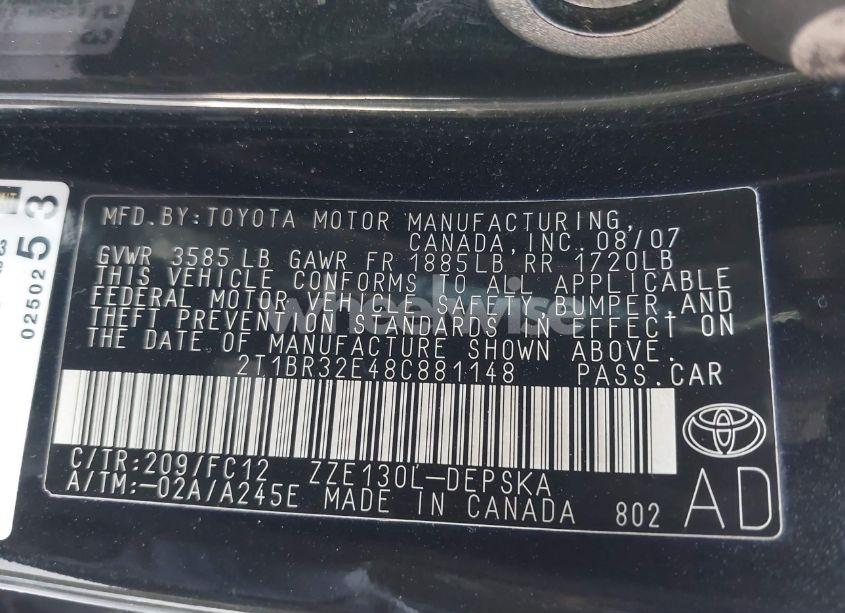 MFD.BY:TOYOTA MOTOR MANUFACTURING,
CANADA,INC. 08/07
GVWR 3585 LB GAWR FR 1885LB RR 1720LB
THIS VEHICLE CONFORMS TO ALL APPLICABLE
FEDERAL MOTOR VEHICLE SAFETY, BUMPER,AND
THEFT PREVENTION STANDARDS IN EFFECT ON
THE DATE OF MANUFACTURE SHOWN ABOVE.
2T1BR32E48C881148 PASS.CAR
C/TR:209/FC12 ZZE130L-DEPSKA
A/TM:-02A/A245E MADE IN CANADA 802 AD
0250253
wheelwise